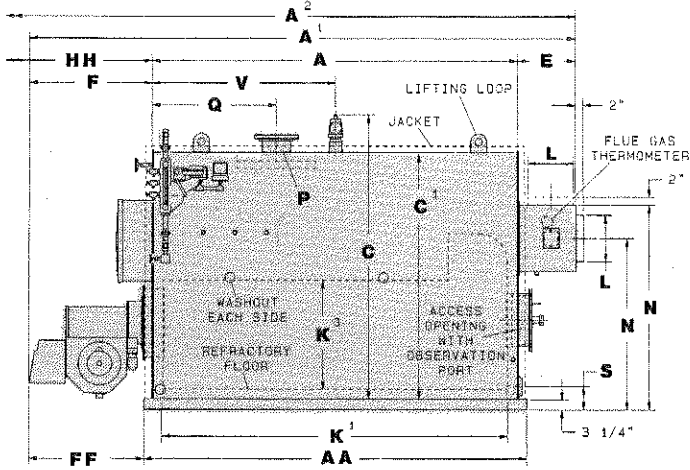 A²
A¹
HH
A
E
F
V
Q
LIFTING LOOP
2"
JACKET
L
FLUE GAS
THERMOMETER
2"
P
C¹
C
L
N
N
WASHOUT
EACH SIDE
K³
ACCESS
OPENING
WITH
OBSERVATION
PORT
REFRACTORY
FLOOR
S
K¹
3 1/4"
FF
AA